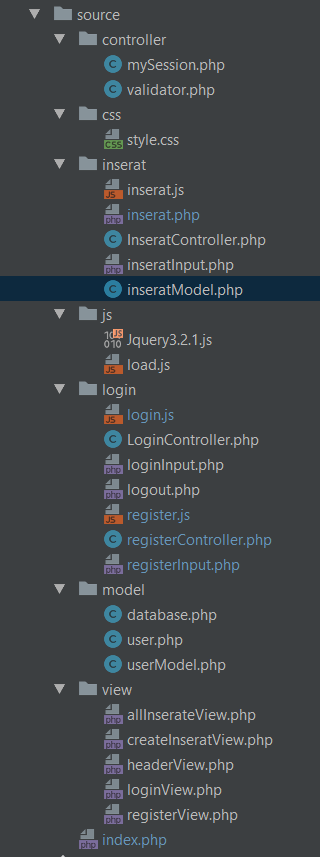 source
controller
mySession.php
validator.php
css
style.css
inserat
inserat.js
inserat.php
InseratController.php
inseratInput.php
inseratModel.php
js
Jquery3.2.1.js
load.js
login
login.js
LoginController.php
loginInput.php
logout.php
register.js
registerController.php
registerInput.php
model
database.php
user.php
userModel.php
view
allInserateView.php
createInseratView.php
headerView.php
loginView.php
registerView.php
index.php